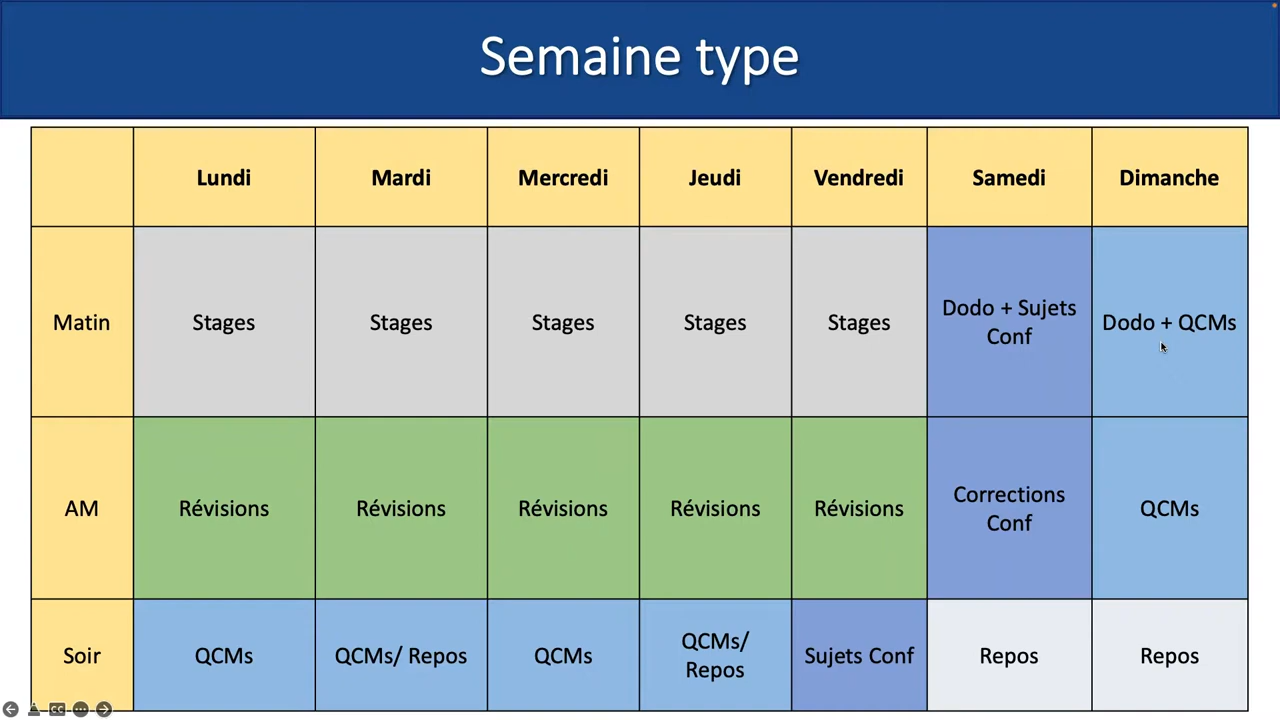 Semaine type
Lundi Mardi Mercredi Jeudi Vendredi Samedi Dimanche
Matin Stages Stages Stages Stages Stages Dodo + Sujets Conf Dodo + QCMs
AM Révisions Révisions Révisions Révisions Révisions Corrections Conf QCMs
Soir QCMs QCMs/ Repos QCMs QCMs/ Repos Sujets Conf Repos Repos
CC